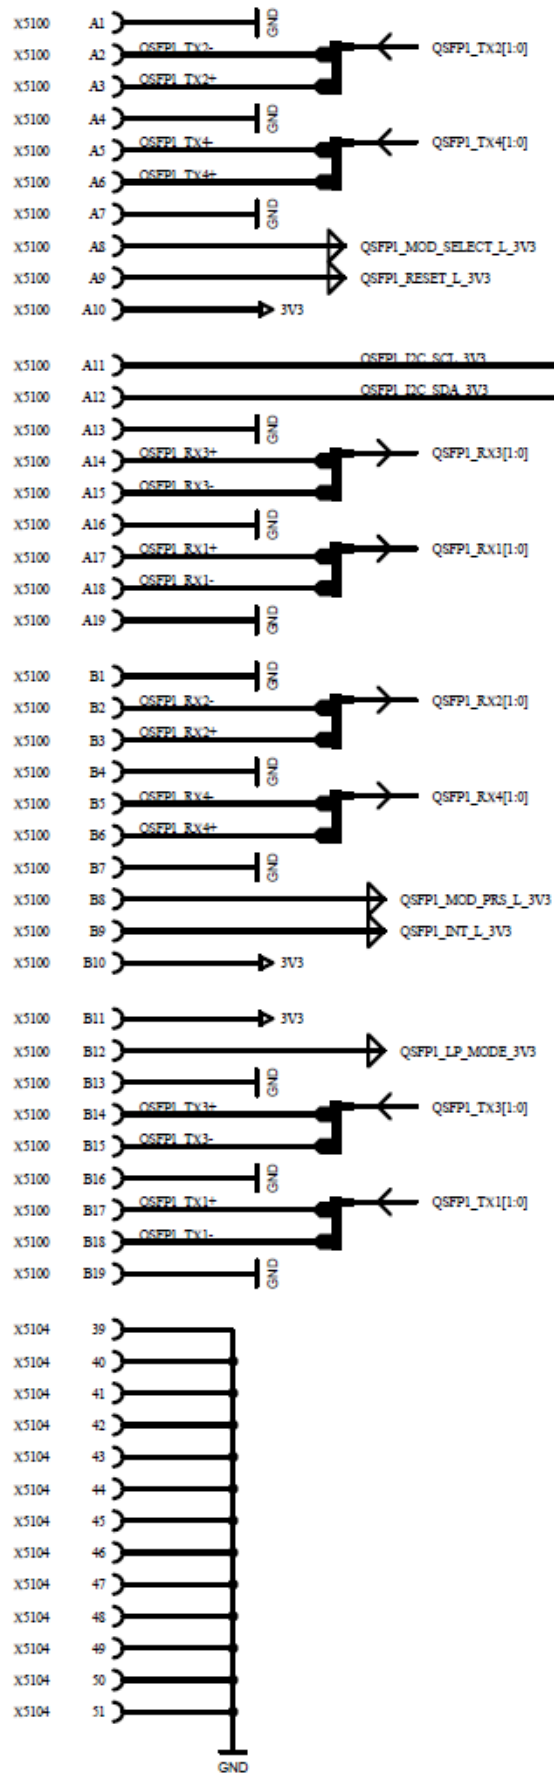 X5100 A1 GND
X5100 A2 QSFP1_TX2- QSFP1_TX2[1:0]
X5100 A3 QSFP1_TX2+
X5100 A4 GND
X5100 A5 QSFP1_TX4- QSFP1_TX4[1:0]
X5100 A6 QSFP1_TX4+
X5100 A7 GND
X5100 A8 QSFP1_MOD_SELECT_L_3V3
X5100 A9 QSFP1_RESET_L_3V3
X5100 A10 3V3
X5100 A11 QSFP1_I2C_SCL_3V3
X5100 A12 QSFP1_I2C_SDA_3V3
X5100 A13 GND
X5100 A14 QSFP1_RX3+ QSFP1_RX3[1:0]
X5100 A15 QSFP1_RX3-
X5100 A16 GND
X5100 A17 QSFP1_RX1+ QSFP1_RX1[1:0]
X5100 A18 QSFP1_RX1-
X5100 A19 GND
X5100 B1 GND
X5100 B2 QSFP1_RX2- QSFP1_RX2[1:0]
X5100 B3 QSFP1_RX2+
X5100 B4 GND
X5100 B5 QSFP1_RX4- QSFP1_RX4[1:0]
X5100 B6 QSFP1_RX4+
X5100 B7 GND
X5100 B8 QSFP1_MOD_PRS_L_3V3
X5100 B9 QSFP1_INT_L_3V3
X5100 B10 3V3
X5100 B11 3V3
X5100 B12 QSFP1_LP_MODE_3V3
X5100 B13 GND
X5100 B14 QSFP1_TX3+ QSFP1_TX3[1:0]
X5100 B15 QSFP1_TX3-
X5100 B16 GND
X5100 B17 QSFP1_TX1+ QSFP1_TX1[1:0]
X5100 B18 QSFP1_TX1-
X5100 B19 GND
X5104 39
X5104 40
X5104 41
X5104 42
X5104 43
X5104 44
X5104 45
X5104 46
X5104 47
X5104 48
X5104 49
X5104 50
X5104 51
GND